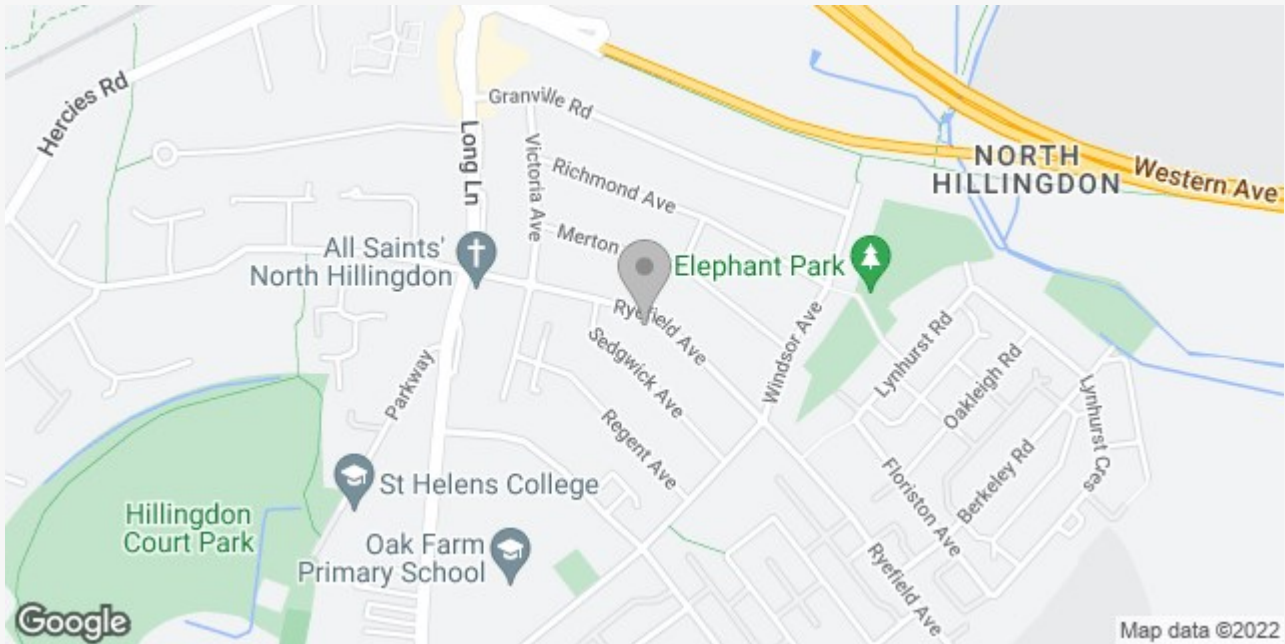 Hercies Rd
Long Ln
Granville Rd
Victoria Ave
Richmond Ave
Merton
NORTH
HILLINGDON
Western Ave
All Saints'
North Hillingdon
Elephant Park
Ryefield Ave
Sedgwick Ave
Windsor Ave
Lynhurst Rd
Oakleigh Rd
Lynhurst Cres
Parkway
Regent Ave
Berkeley Rd
Floriston Ave
St Helens College
Hillingdon
Court Park
Oak Farm
Primary School
Ryefield Ave
Google
Map data ©2022